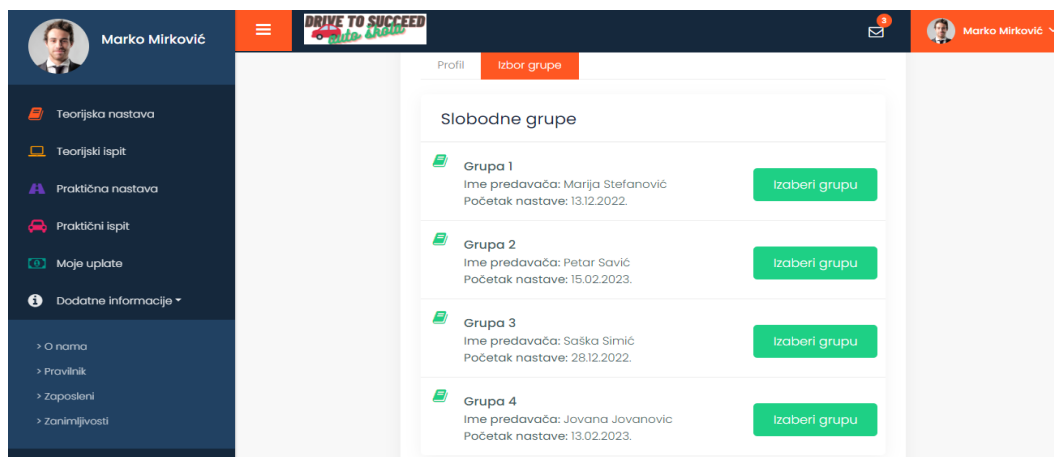 Marko Mirković
Teorijska nastava
Teorijski ispit
Praktična nastava
Praktični ispit
Moje uplate
Dodatne informacije
> O nama
> Pravilnik
> Zaposleni
> Zanimljivosti
DRIVE TO SUCCEED
auto škola
3
Marko Mirković
Profil
Izbor grupe
Slobodne grupe
Grupa 1
Ime predavača: Marija Stefanović
Početak nastave: 13.12.2022.
Izaberi grupu
Grupa 2
Ime predavača: Petar Savić
Početak nastave: 15.02.2023.
Izaberi grupu
Grupa 3
Ime predavača: Saška Simić
Početak nastave: 28.12.2022.
Izaberi grupu
Grupa 4
Ime predavača: Jovana Jovanovic
Početak nastave: 13.02.2023.
Izaberi grupu